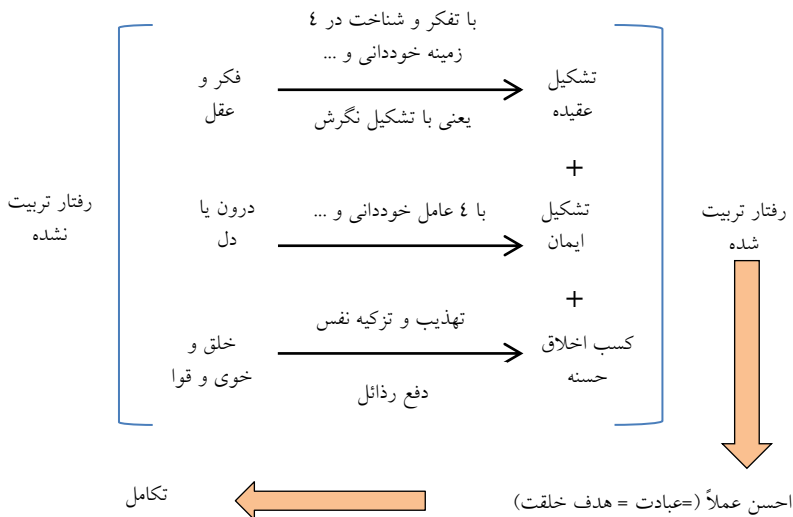 با تفکر و شناخت در ٤
زمینه خوددانی و ...
فکر و
عقل
تشکیل
عقیده
یعنی با تشکیل نگرش
+
رفتار تربیت
نشده
درون یا
دل
با ٤ عامل خوددانی و ...
تشکیل
ایمان
رفتار تربیت
شده
+
تهذیب و تزکیه نفس
خلق و
خوی و قوا
کسب اخلاق
حسنه
دفع رذائل
احسن عملاً (=عبادت = هدف خلقت)
تکامل